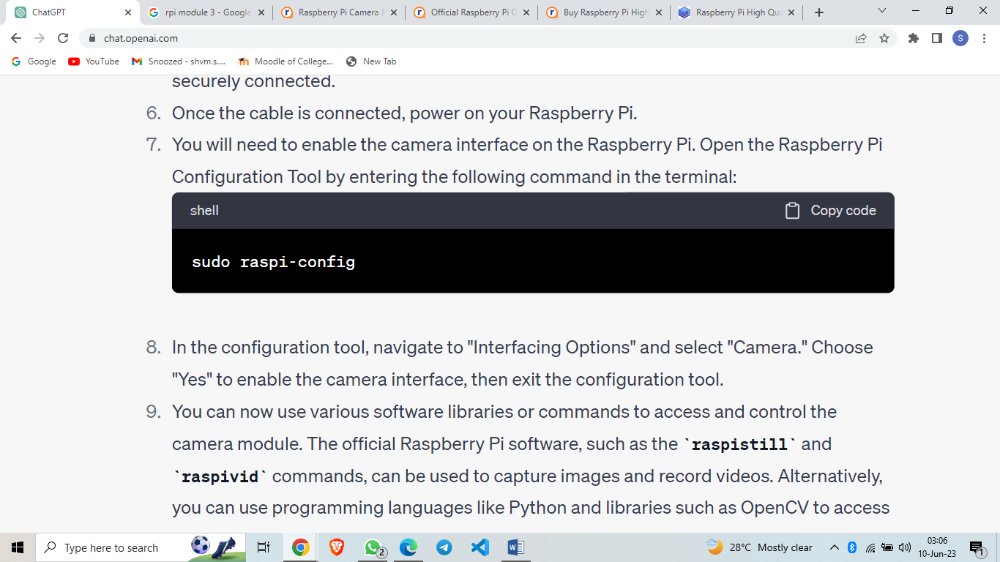 ChatGPT
rpi module 3 - Google
Raspberry Pi Camera
Official Raspberry Pi
Buy Raspberry Pi High
Raspberry Pi High Qua
chat.openai.com
S
Google
YouTube
Snoozed - shvm.s....
Moodle of College...
New Tab
securely connected.
6. Once the cable is connected, power on your Raspberry Pi.
7. You will need to enable the camera interface on the Raspberry Pi. Open the Raspberry Pi
Configuration Tool by entering the following command in the terminal:
shell
Copy code
sudo raspi-config
8. In the configuration tool, navigate to "Interfacing Options" and select "Camera." Choose
"Yes" to enable the camera interface, then exit the configuration tool.
9. You can now use various software libraries or commands to access and control the
camera module. The official Raspberry Pi software, such as the `raspistill` and
`raspivid` commands, can be used to capture images and record videos. Alternatively,
you can use programming languages like Python and libraries such as OpenCV to access
Type here to search
2
28°C Mostly clear
03:06
10-Jun-23
1